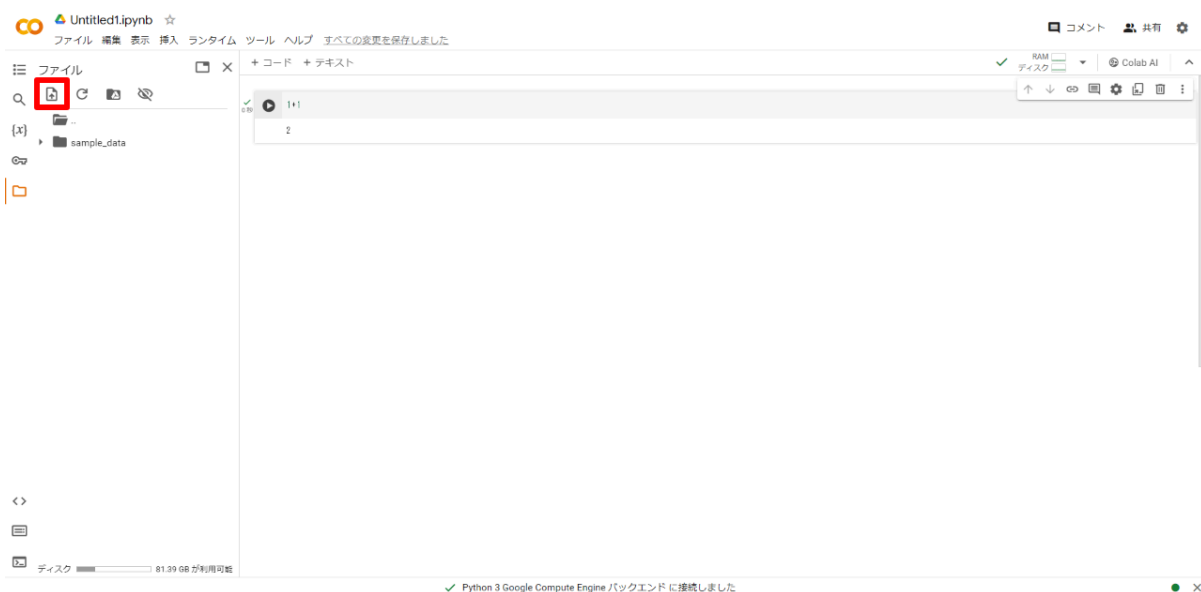 Untitled1.ipynb
コメント 共有
ファイル 編集 表示 挿入 ランタイム ツール ヘルプ すべての変更を保存しました
ファイル
+ コード + テキスト
RAM
ディスク
Colab AI
{x}
..
sample_data
1+1
2
<>
ディスク 81.39 GB が利用可能
Python 3 Google Compute Engine バックエンド に接続しました